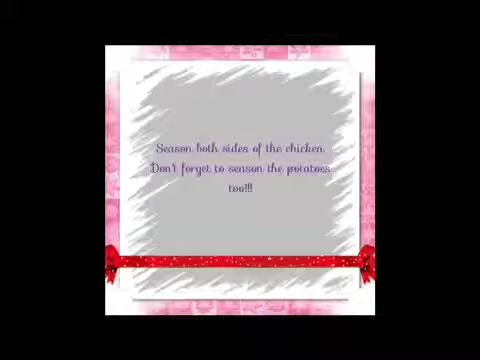 Season both sides of the chicken.
Don't forget to season the potatoes
too!!!